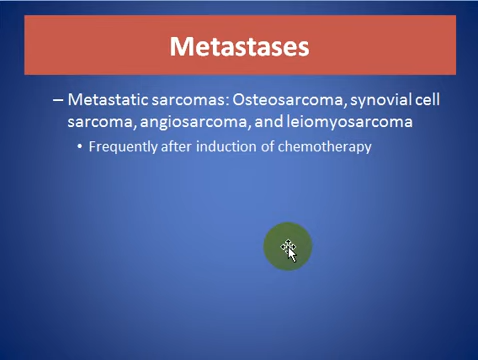 Metastases
– Metastatic sarcomas: Osteosarcoma, synovial cell
sarcoma, angiosarcoma, and leiomyosarcoma
• Frequently after induction of chemotherapy